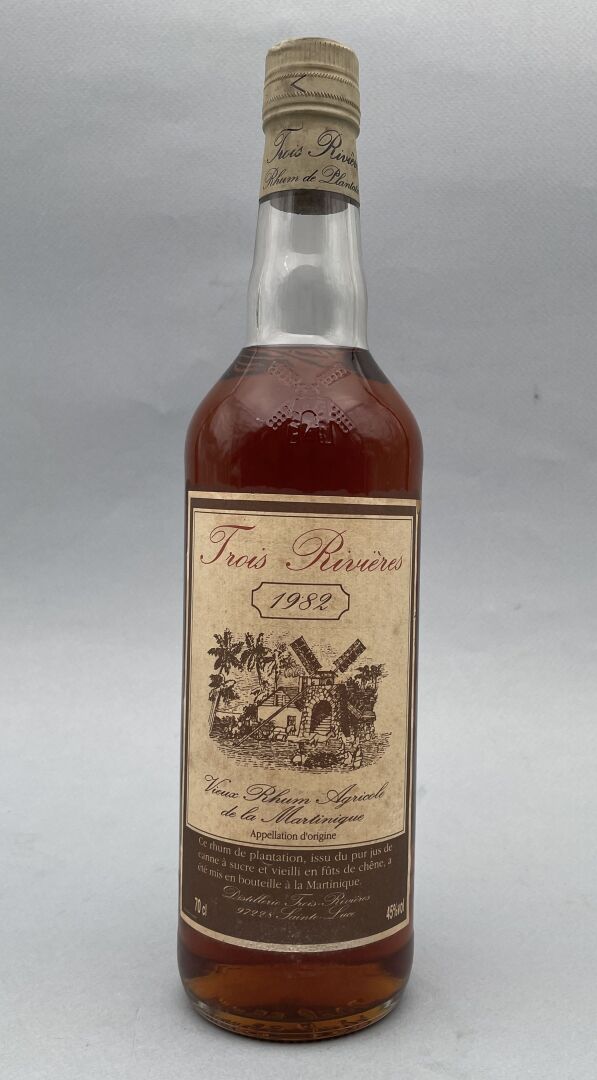 Trois Rivière
Rhum de Plantat
Trois Rivières
1982
Vieux Rhum Agricole
de la Martinique
Appellation d'origine
Ce rhum de plantation, issu du pur jus de
canne à sucre et vieilli en fûts de chêne, a
été mis en bouteille à la Martinique.
Distillerie Trois-Rivières
97228 Sainte-Luce
70 cl
45%vol